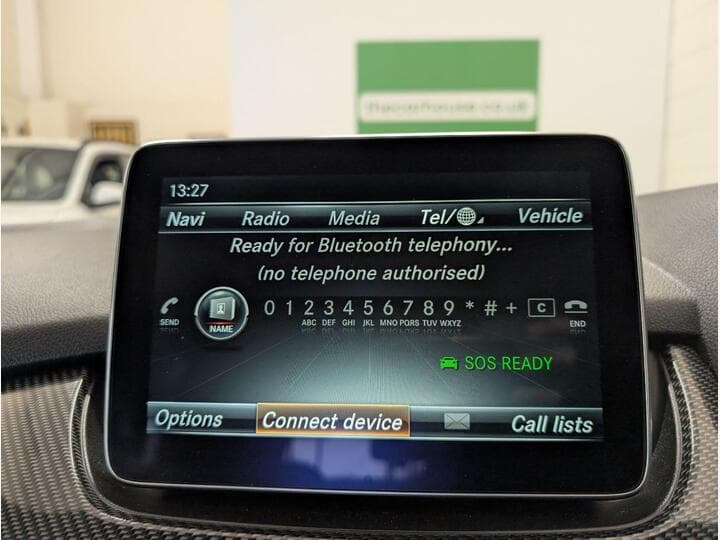 thecarhouse.co.uk
13:27
Navi Radio Media Tel/ Vehicle
Ready for Bluetooth telephony...
(no telephone authorised)
SEND NAME 0 1 2 3 4 5 6 7 8 9 * # + C END
ABC DEF GHI JKL MNO PQRS TUV WXYZ
SOS READY
Options Connect device Call lists